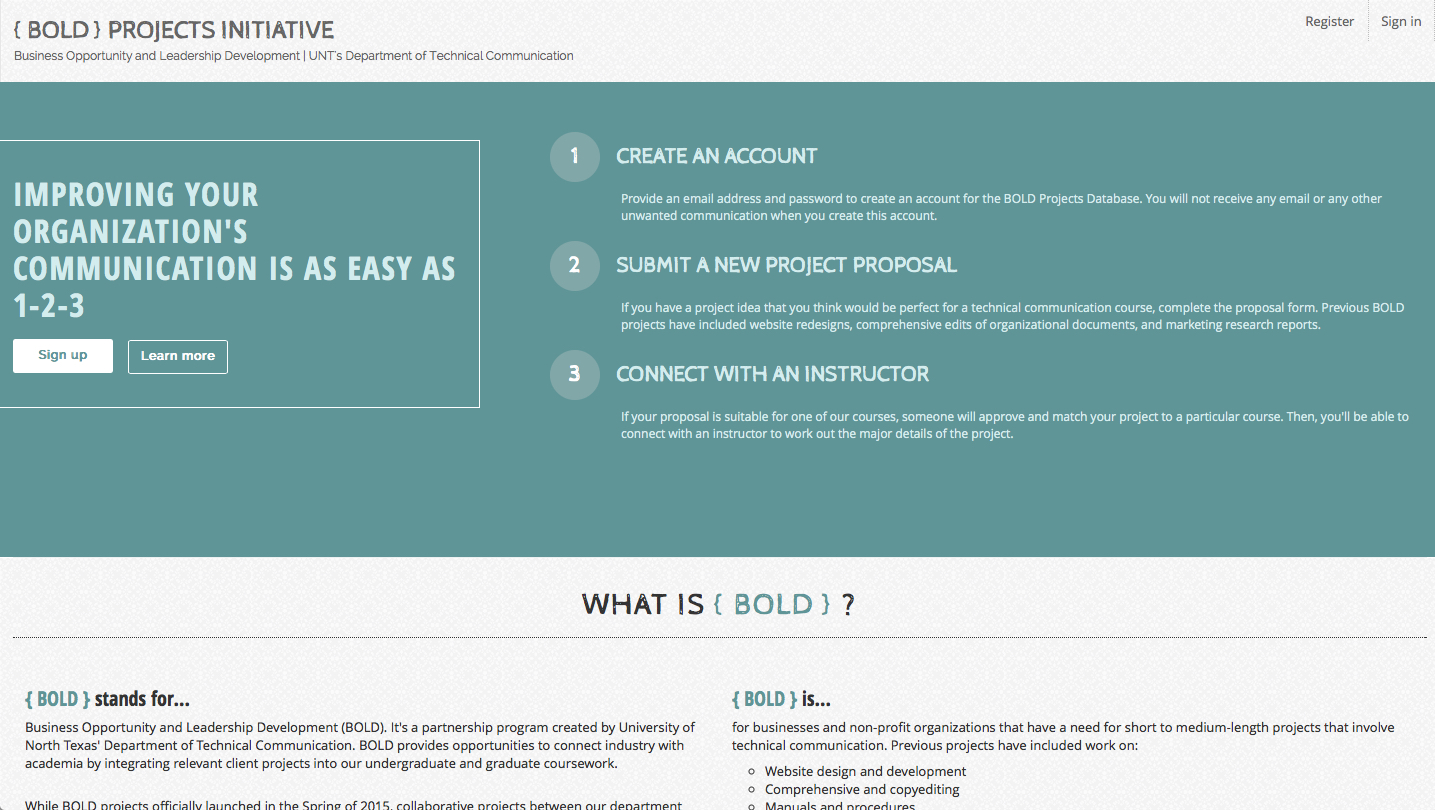 { BOLD } PROJECTS INITIATIVE
Register
Sign in
Business Opportunity and Leadership Development | UNT's Department of Technical Communication
IMPROVING YOUR
ORGANIZATION'S
COMMUNICATION IS AS EASY AS
1-2-3
Sign up
Learn more
1
CREATE AN ACCOUNT
Provide an email address and password to create an account for the BOLD Projects Database. You will not receive any email or any other
unwanted communication when you create this account.
2
SUBMIT A NEW PROJECT PROPOSAL
If you have a project idea that you think would be perfect for a technical communication course, complete the proposal form. Previous BOLD
projects have included website redesigns, comprehensive edits of organizational documents, and marketing research reports.
3
CONNECT WITH AN INSTRUCTOR
If your proposal is suitable for one of our courses, someone will approve and match your project to a particular course. Then, you'll be able to
connect with an instructor to work out the major details of the project.
WHAT IS { BOLD } ?
{ BOLD } stands for...
Business Opportunity and Leadership Development (BOLD). It's a partnership program created by University of
North Texas' Department of Technical Communication. BOLD provides opportunities to connect industry with
academia by integrating relevant client projects into our undergraduate and graduate coursework.
While BOLD projects officially launched in the Spring of 2015, collaborative projects between our department
{ BOLD } is...
for businesses and non-profit organizations that have a need for short to medium-length projects that involve
technical communication. Previous projects have included work on:
Website design and development
Comprehensive and copyediting
Manuals and procedures